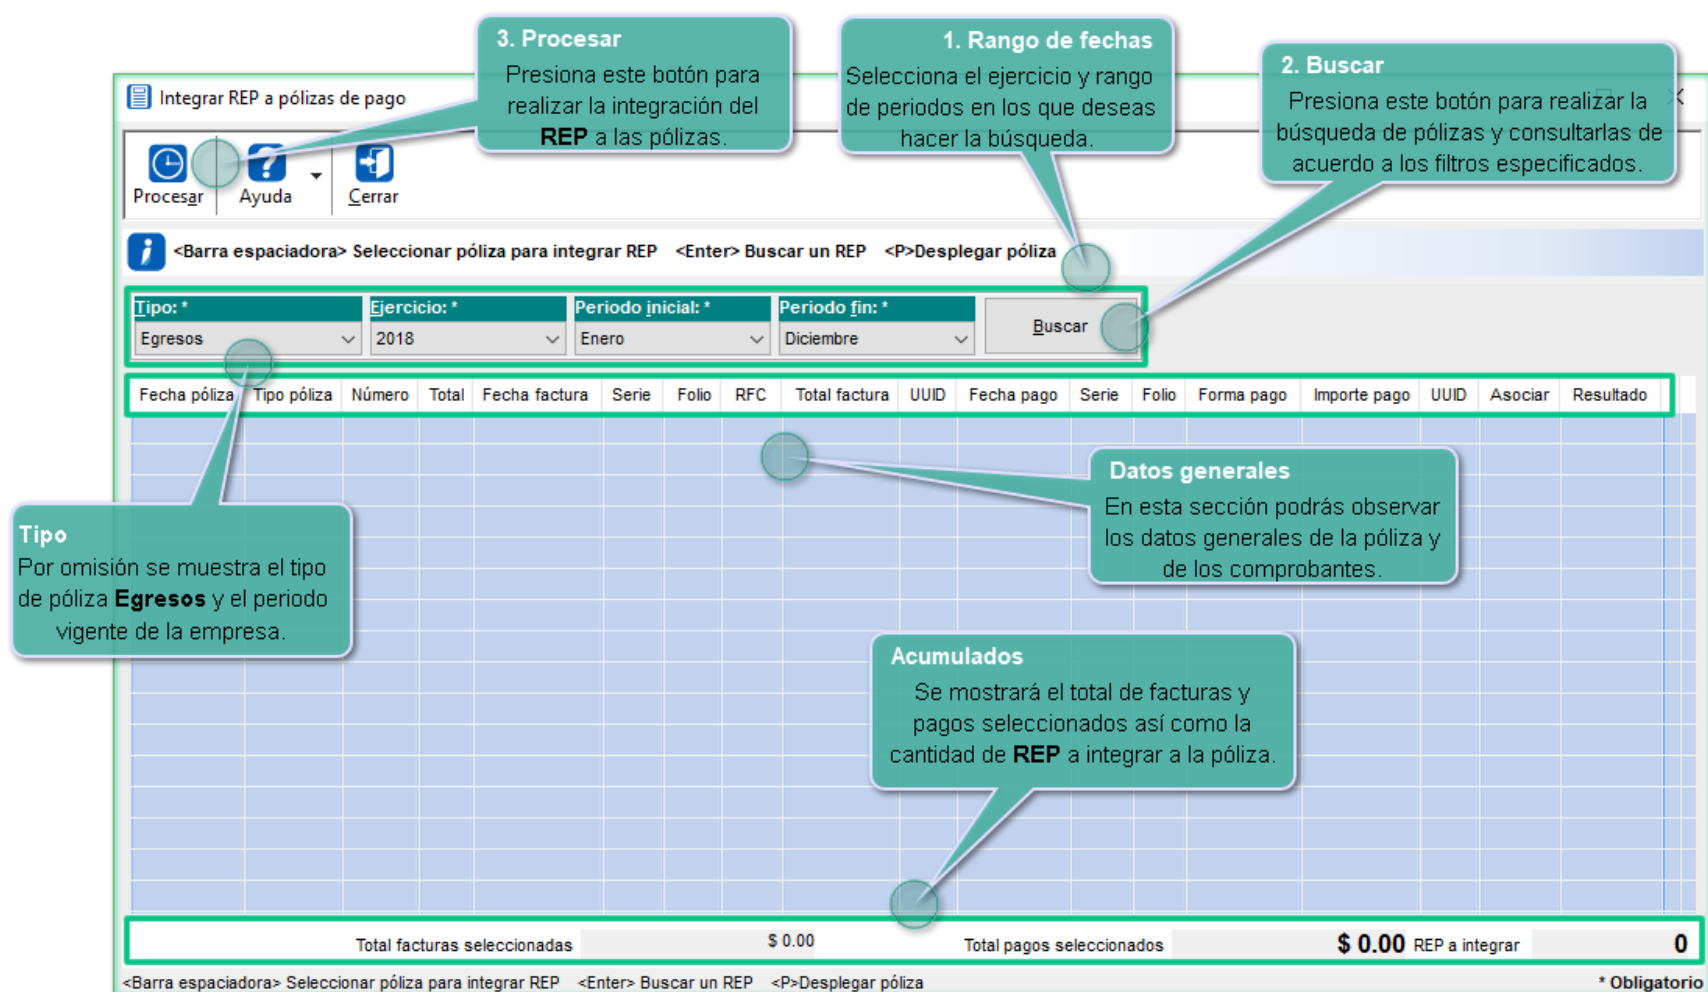 3. Procesar
Presiona este botón para
realizar la integración del
REP a las pólizas.
1. Rango de fechas
Selecciona el ejercicio y rango
de periodos en los que deseas
hacer la búsqueda.
2. Buscar
Presiona este botón para realizar la
búsqueda de pólizas y consultarlas de
acuerdo a los filtros especificados.
Integrar REP a pólizas de pago
Procesar
Ayuda
Cerrar
<Barra espaciadora> Seleccionar póliza para integrar REP <Enter> Buscar un REP <P>Desplegar póliza
Tipo: * Ejercicio: * Periodo inicial: * Periodo fin: *
Egresos 2018 Enero Diciembre Buscar
Fecha póliza Tipo póliza Número Total Fecha factura Serie Folio RFC Total factura UUID Fecha pago Serie Folio Forma pago Importe pago UUID Asociar Resultado
Datos generales
En esta sección podrás observar
los datos generales de la póliza y
de los comprobantes.
Tipo
Por omisión se muestra el tipo
de póliza Egresos y el periodo
vigente de la empresa.
Acumulados
Se mostrará el total de facturas y
pagos seleccionados así como la
cantidad de REP a integrar a la póliza.
Total facturas seleccionadas $ 0.00 Total pagos seleccionados $ 0.00 REP a integrar 0
<Barra espaciadora> Seleccionar póliza para integrar REP <Enter> Buscar un REP <P>Desplegar póliza * Obligatorio